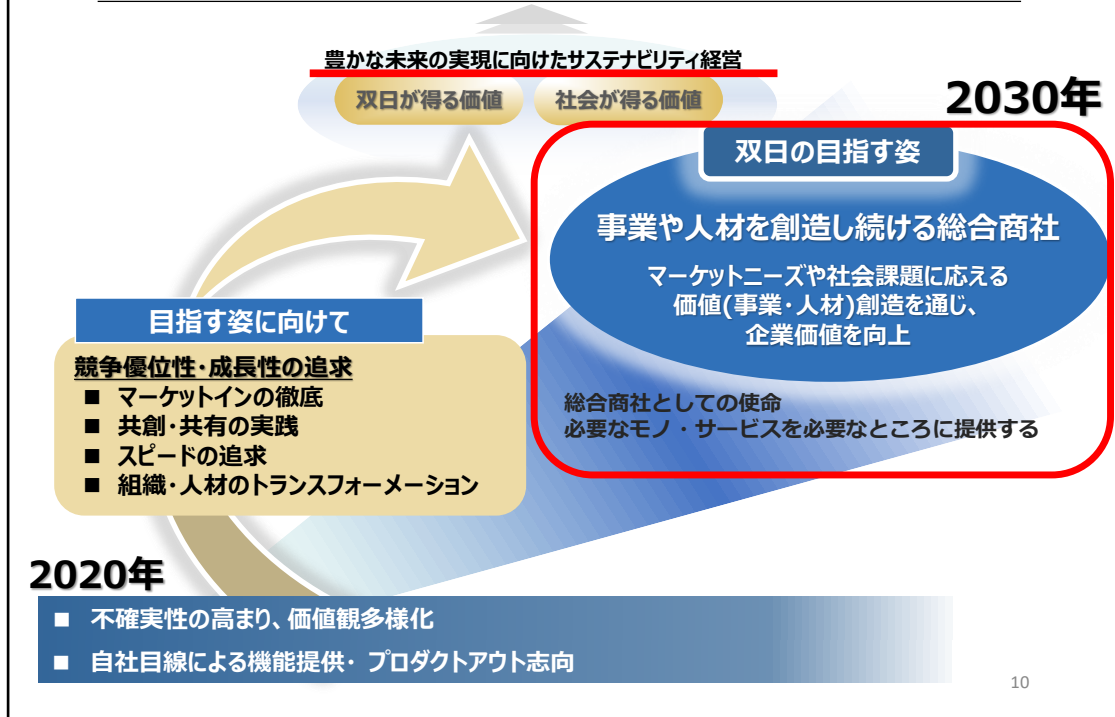 豊かな未来の実現に向けたサステナビリティ経営
双日が得る価値
社会が得る価値
2030年
双日の目指す姿
事業や人材を創造し続ける総合商社
マーケットニーズや社会課題に応える
価値(事業・人材)創造を通じ、
企業価値を向上
総合商社としての使命
必要なモノ・サービスを必要なところに提供する
目指す姿に向けて
競争優位性・成長性の追求
■ マーケットインの徹底
■ 共創・共有の実践
■ スピードの追求
■ 組織・人材のトランスフォーメーション
2020年
■ 不確実性の高まり、価値観多様化
■ 自社目線による機能提供・ プロダクトアウト志向
10